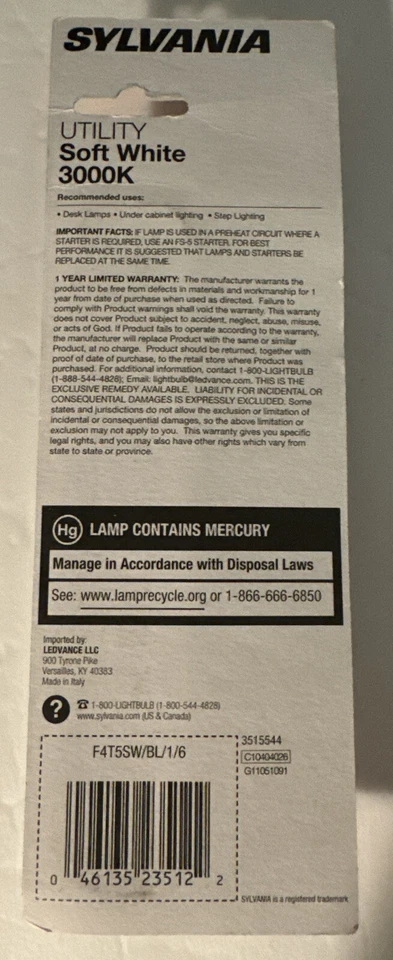 SYLVANIA
UTILITY
Soft White
3000K
Recommended uses:
• Desk Lamps • Under cabinet lighting • Step Lighting
IMPORTANT FACTS: IF LAMP IS USED IN A PREHEAT CIRCUIT WHERE A
STARTER IS REQUIRED, USE AN FS-5 STARTER. FOR BEST
PERFORMANCE IT IS SUGGESTED THAT LAMPS AND STARTERS BE
REPLACED AT THE SAME TIME.
1 YEAR LIMITED WARRANTY: The manufacturer warrants the
product to be free from defects in materials and workmanship for 1
year from date of purchase when used as directed. Failure to
comply with Product warnings shall void the warranty. This warranty
does not cover Product subject to accident, neglect, abuse, misuse,
or acts of God. If Product fails to operate according to the warranty,
the manufacturer will replace Product with the same or similar
Product, at no charge. Product should be returned, together with
proof of date of purchase, to the retail store where Product was
purchased. For additional information, contact 1-800-LIGHTBULB
(1-888-544-4828); Email: lightbulb@ledvance.com. THIS IS THE
EXCLUSIVE REMEDY AVAILABLE. LIABILITY FOR INCIDENTAL OR
CONSEQUENTIAL DAMAGES IS EXPRESSLY EXCLUDED. Some
states and jurisdictions do not allow the exclusion or limitation of
incidental or consequential damages, so the above limitation or
exclusion may not apply to you. This warranty gives you specific
legal rights, and you may also have other rights which vary from
state to state or province.
Hg LAMP CONTAINS MERCURY
Manage in Accordance with Disposal Laws
See: www.lamprecycle.org or 1-866-666-6850
Imported by:
LEDVANCE LLC
900 Tyrone Pike
Versailles, KY 40383
Made in Italy
? ☎ 1-800-LIGHTBULB (1-800-544-4828)
www.sylvania.com (US & Canada)
F4T5SW/BL/1/6
3515544
C10404026
G11051091
0 46135 23512 2
SYLVANIA is a registered trademark